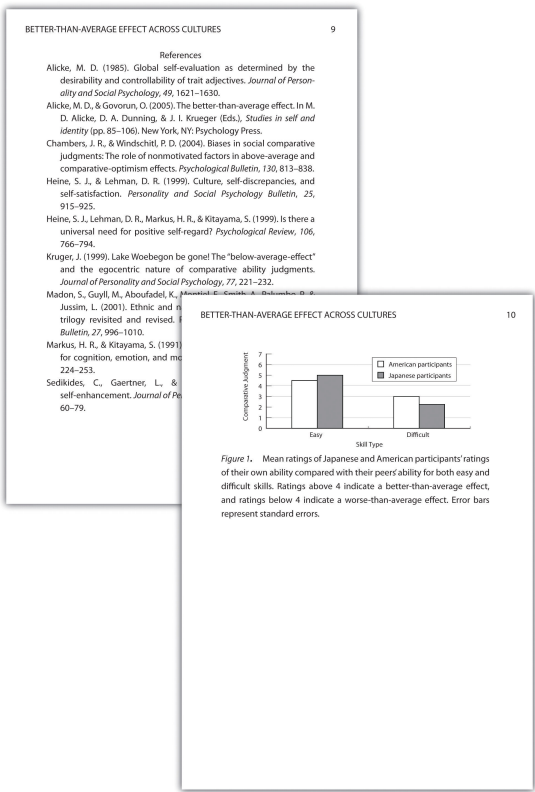 BETTER-THAN-AVERAGE EFFECT ACROSS CULTURES 9
References
Alicke, M. D. (1985). Global self-evaluation as determined by the
desirability and controllability of trait adjectives. Journal of Person-
ality and Social Psychology, 49, 1621–1630.
Alicke, M. D., & Govorun, O. (2005). The better-than-average effect. In M.
D. Alicke, D. A. Dunning, & J. I. Krueger (Eds.), Studies in self and
identity (pp. 85–106). New York, NY: Psychology Press.
Chambers, J. R., & Windschitl, P. D. (2004). Biases in social comparative
judgments: The role of nonmotivated factors in above-average and
comparative-optimism effects. Psychological Bulletin, 130, 813–838.
Heine, S. J., & Lehman, D. R. (1999). Culture, self-discrepancies, and
self-satisfaction. Personality and Social Psychology Bulletin, 25,
915–925.
Heine, S. J., Lehman, D. R., Markus, H. R., & Kitayama, S. (1999). Is there a
universal need for positive self-regard? Psychological Review, 106,
766–794.
Kruger, J. (1999). Lake Woebegon be gone! The "below-average-effect"
and the egocentric nature of comparative ability judgments.
Journal of Personality and Social Psychology, 77, 221–232.
Madon, S., Guyll, M., Aboufadel, K., Montiel, E., Smith, A., Palumbo, P., &
Jussim, L. (2001). Ethnic and n
trilogy revisited and revised.
Bulletin, 27, 996–1010.
Markus, H. R., & Kitayama, S. (1991)
for cognition, emotion, and mo
224–253.
Sedikides, C., Gaertner, L., &
self-enhancement. Journal of Pe
60–79.
BETTER-THAN-AVERAGE EFFECT ACROSS CULTURES 10
Comparative Judgment
7
6
5
4
3
2
1
0
American participants
Japanese participants
Easy Difficult
Skill Type
Figure 1. Mean ratings of Japanese and American participants' ratings
of their own ability compared with their peers' ability for both easy and
difficult skills. Ratings above 4 indicate a better-than-average effect,
and ratings below 4 indicate a worse-than-average effect. Error bars
represent standard errors.